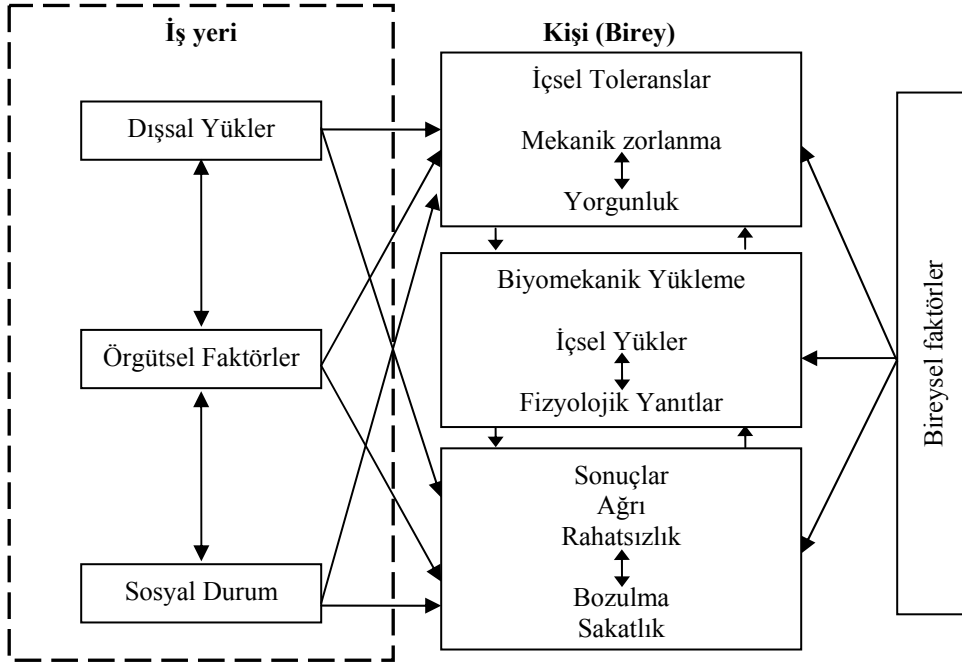 İş yeri
Dışsal Yükler
Örgütsel Faktörler
Sosyal Durum
Kişi (Birey)
İçsel Toleranslar
Mekanik zorlanma
Yorgunluk
Biyomekanik Yükleme
İçsel Yükler
Fizyolojik Yanıtlar
Sonuçlar
Ağrı
Rahatsızlık
Bozulma
Sakatlık
Bireysel faktörler